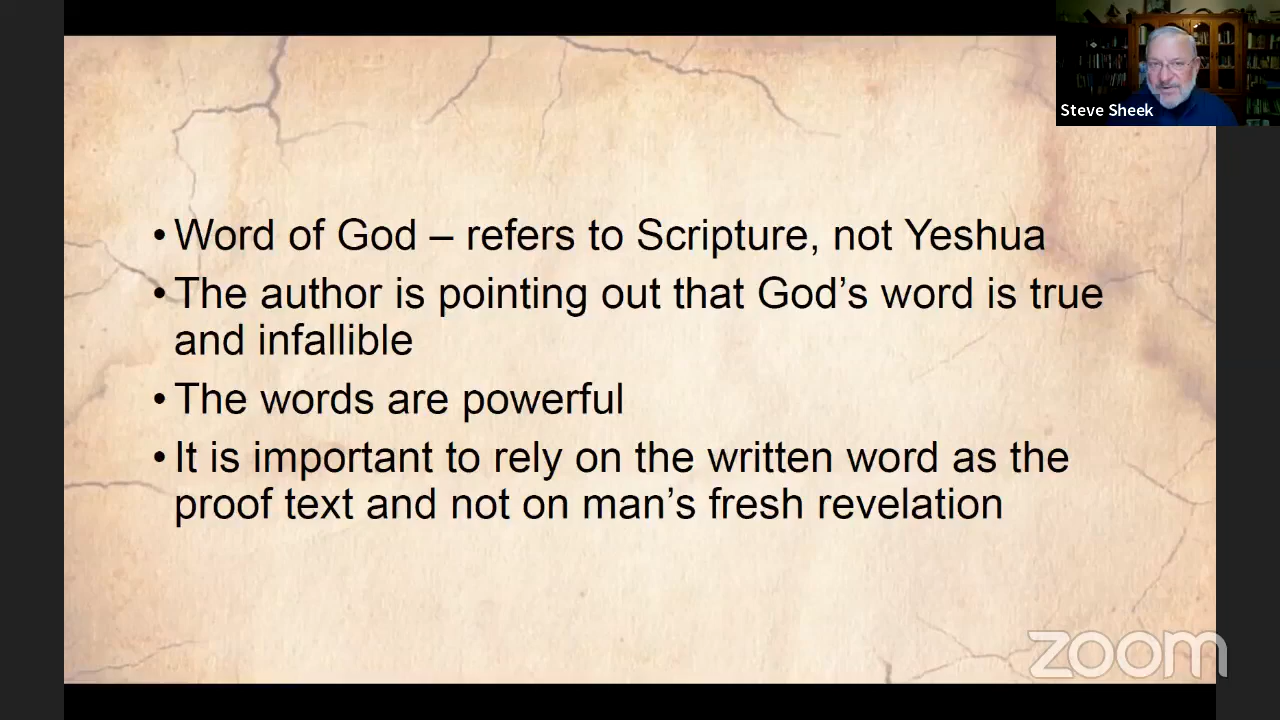 Steve Sheek
• Word of God – refers to Scripture, not Yeshua
• The author is pointing out that God's word is true
and infallible
• The words are powerful
• It is important to rely on the written word as the
proof text and not on man's fresh revelation
zoom